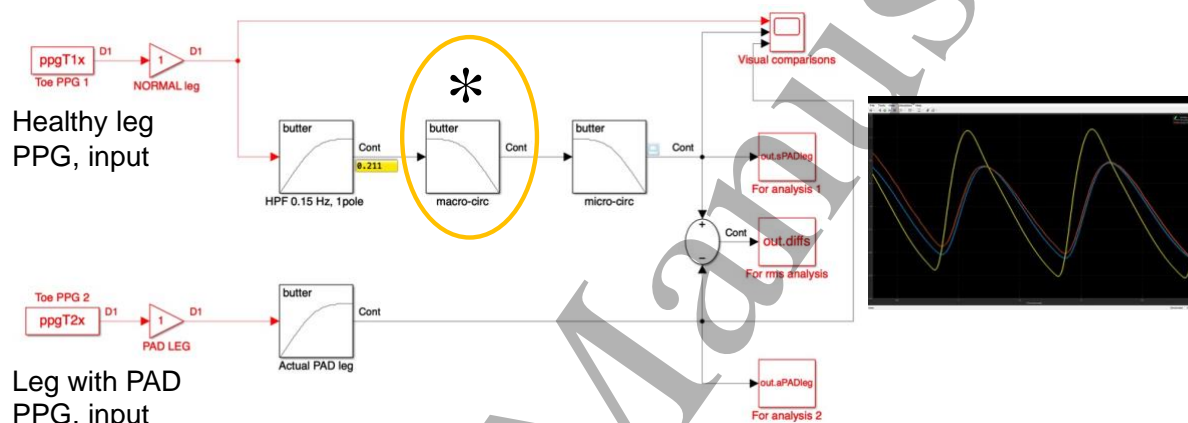 ppgT1x
D1
1
D1
Toe PPG 1
NORMAL leg
Healthy leg
PPG, input
*
Visual comparisons
butter
Cont
0.211
HPF 0.15 Hz, 1pole
butter
Cont
macro-circ
butter
Cont
micro-circ
out.sPADleg
For analysis 1
+
−
Cont
out.diffs
For rms analysis
Toe PPG 2
ppgT2x
D1
1
D1
PAD LEG
butter
Cont
Actual PAD leg
Leg with PAD
PPG, input
out.aPADleg
For analysis 2
Manus